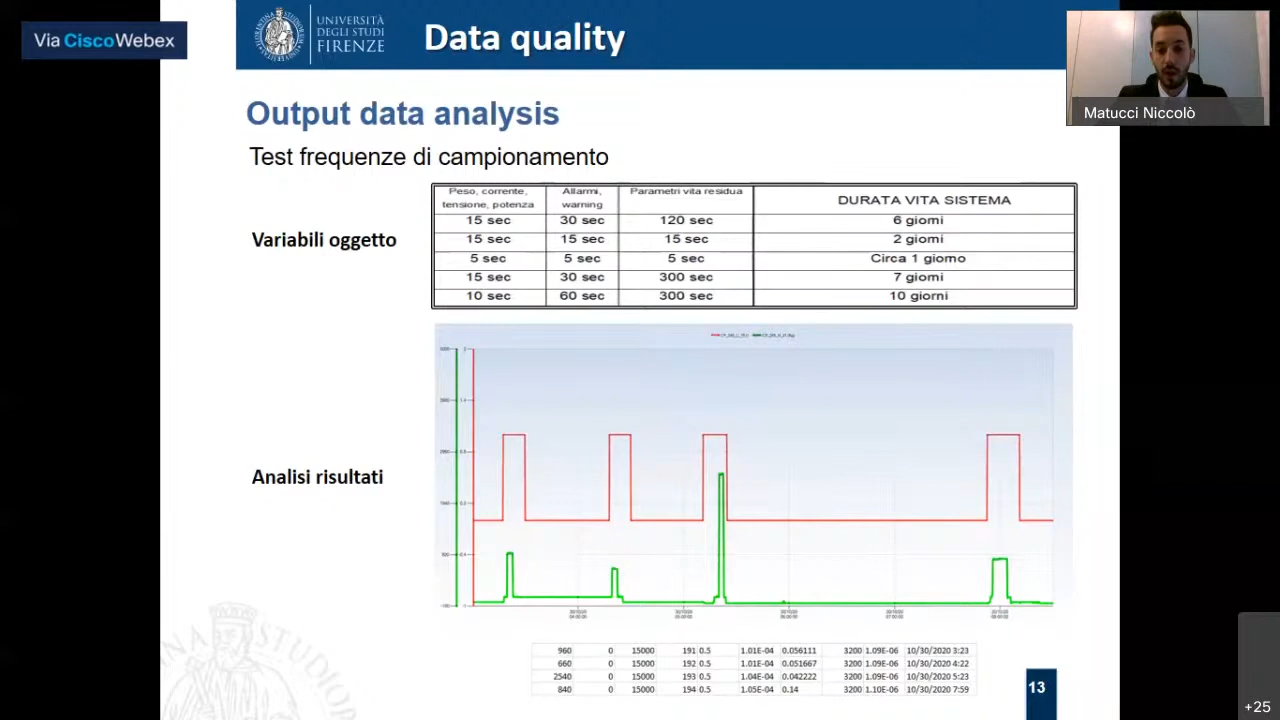 Via CiscoWebex
UNIVERSITÀ
DEGLI STUDI
FIRENZE
Data quality
Matucci Niccolò
Output data analysis
Test frequenze di campionamento
Variabili oggetto
Peso, corrente, tensione, potenza Allarmi, warning Parametri vita residua DURATA VITA SISTEMA
15 sec 30 sec 120 sec 6 giorni
15 sec 15 sec 15 sec 2 giorni
5 sec 5 sec 5 sec Circa 1 giorno
15 sec 30 sec 300 sec 7 giorni
10 sec 60 sec 300 sec 10 giorni
Analisi risultati
960 0 15000 191 0.5 1.01E-04 0.056111 3200 1.09E-06 10/30/2020 3:23
660 0 15000 192 0.5 1.01E-04 0.051667 3200 1.09E-06 10/30/2020 4:22
2540 0 15000 193 0.5 1.04E-04 0.042222 3200 1.09E-06 10/30/2020 5:23
840 0 15000 194 0.5 1.05E-04 0.14 3200 1.10E-06 10/30/2020 7:59
13
+25